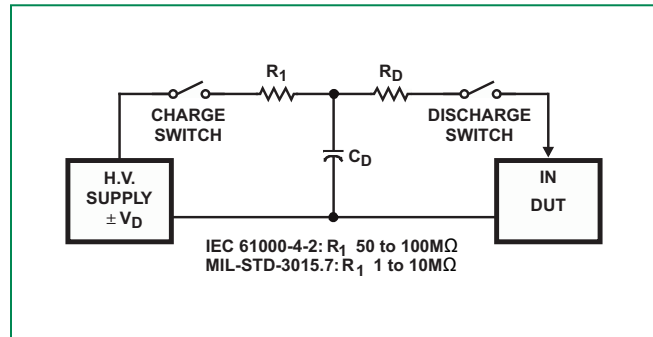 R1
RD
CHARGE
SWITCH
DISCHARGE
SWITCH
CD
H.V.
SUPPLY
± VD
IN
DUT
IEC 61000-4-2: R1 50 to 100MΩ
MIL-STD-3015.7: R1 1 to 10MΩ